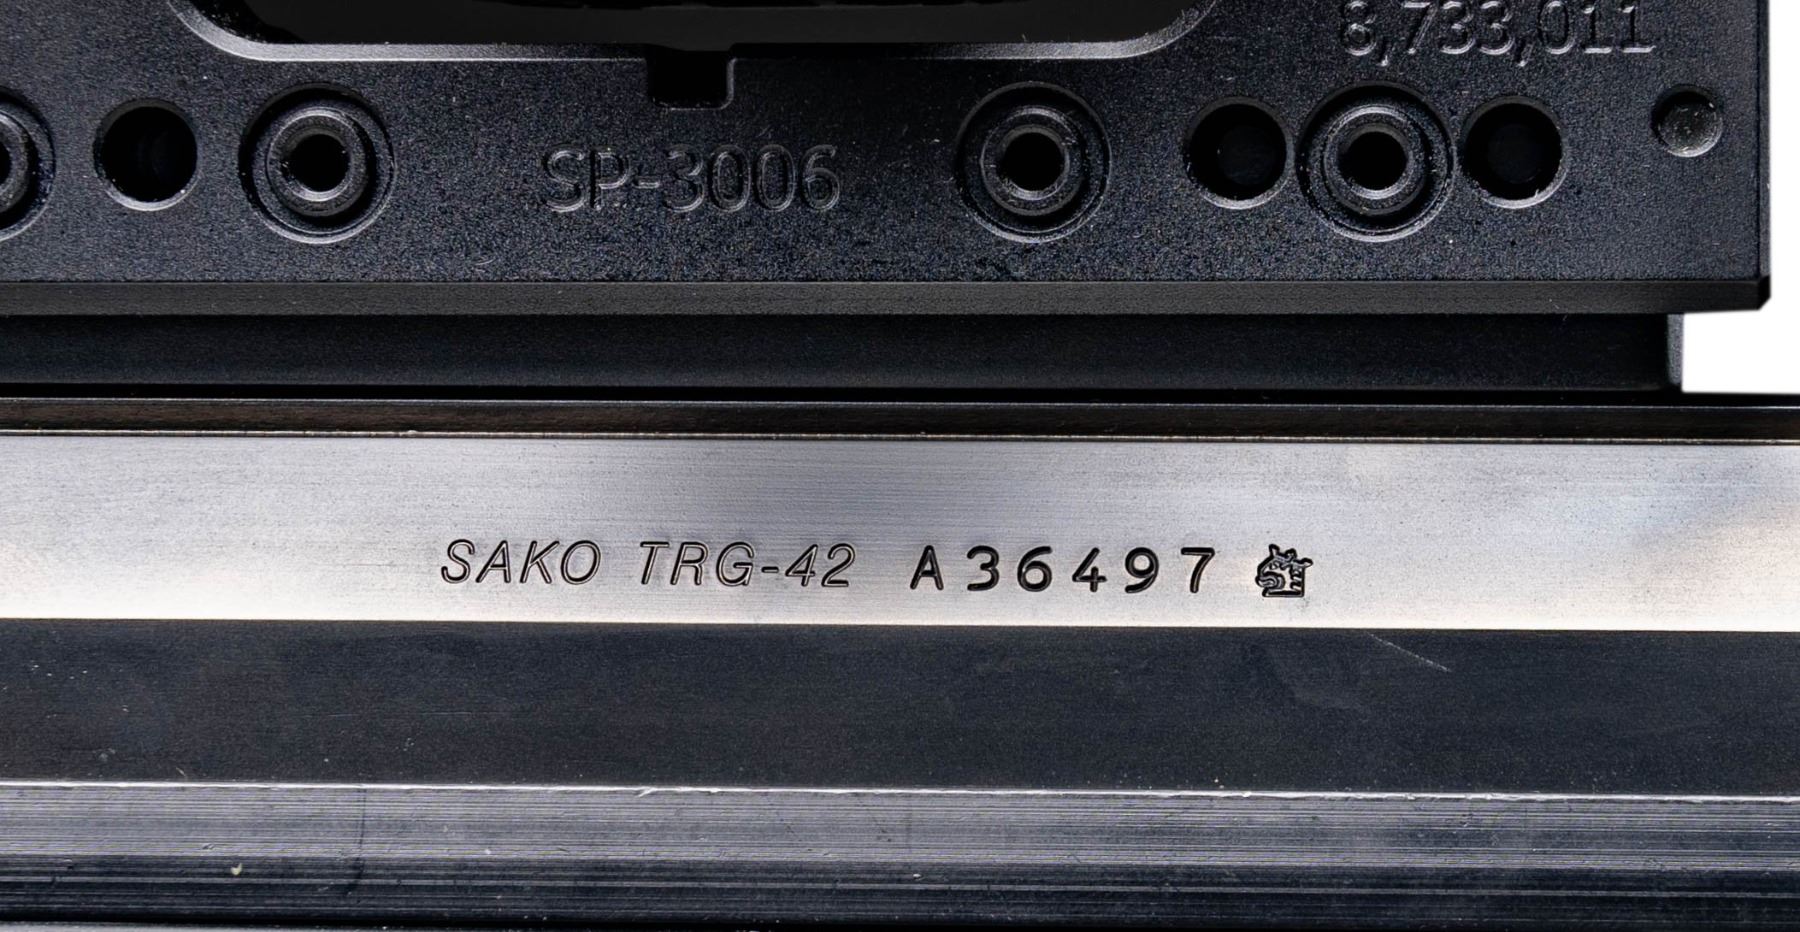 8,733,011
SP-3006
SAKO TRG-42 A36497